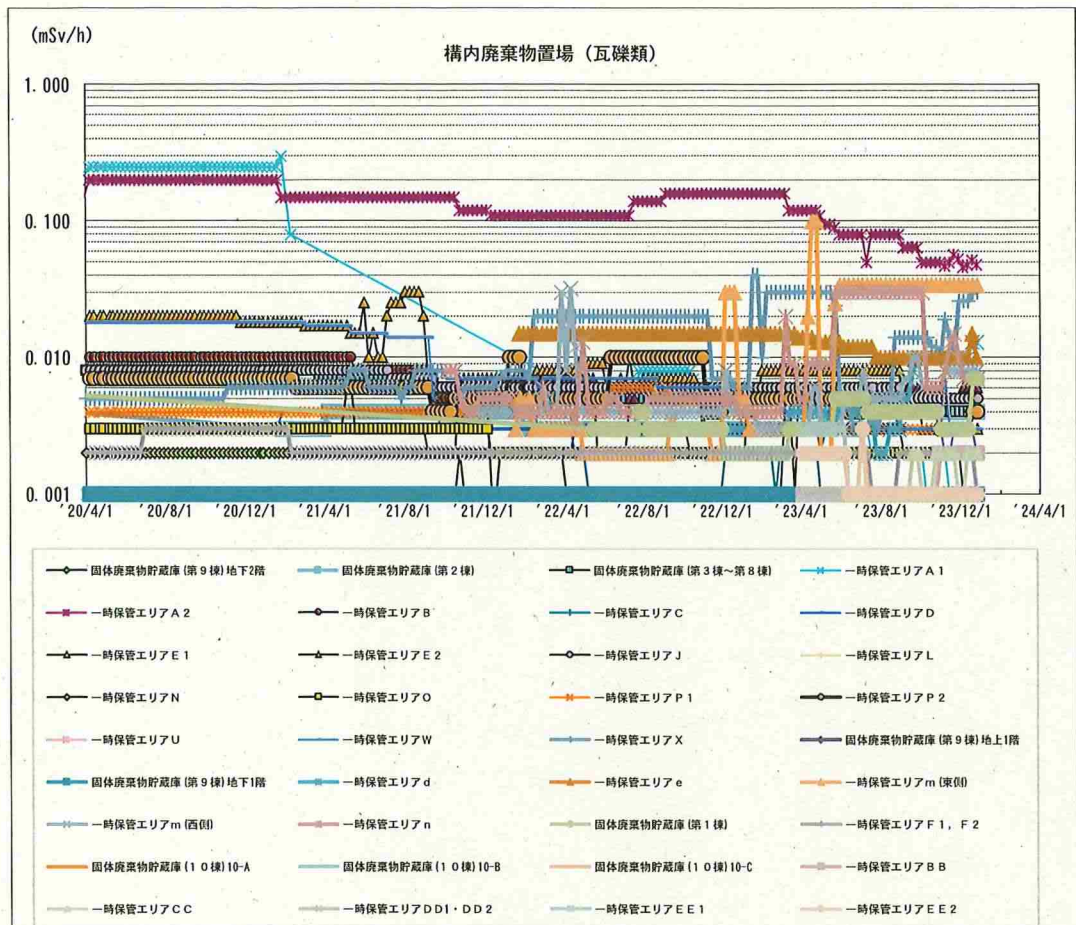 (mSv/h)
構内廃棄物置場（瓦礫類）
1.000
0.100
0.010
0.001
'20/4/1 '20/8/1 '20/12/1 '21/4/1 '21/8/1 '21/12/1 '22/4/1 '22/8/1 '22/12/1 '23/4/1 '23/8/1 '23/12/1 '24/4/1
固体廃棄物貯蔵庫(第９棟)地下2階 固体廃棄物貯蔵庫(第２棟) 固体廃棄物貯蔵庫(第３棟～第８棟) 一時保管エリアＡ１
一時保管エリアＡ２ 一時保管エリアＢ 一時保管エリアＣ 一時保管エリアＤ
一時保管エリアＥ１ 一時保管エリアＥ２ 一時保管エリアＪ 一時保管エリアＬ
一時保管エリアＮ 一時保管エリアＯ 一時保管エリアＰ１ 一時保管エリアＰ２
一時保管エリアＵ 一時保管エリアＷ 一時保管エリアＸ 固体廃棄物貯蔵庫(第９棟)地上1階
固体廃棄物貯蔵庫(第９棟)地下1階 一時保管エリアｄ 一時保管エリアｅ 一時保管エリアｍ(東側)
一時保管エリアｍ(西側) 一時保管エリアｎ 固体廃棄物貯蔵庫(第１棟) 一時保管エリアＦ１，Ｆ２
固体廃棄物貯蔵庫(１０棟)10-A 固体廃棄物貯蔵庫(１０棟)10-B 固体廃棄物貯蔵庫(１０棟)10-C 一時保管エリアＢＢ
一時保管エリアＣＣ 一時保管エリアＤＤ１・ＤＤ２ 一時保管エリアＥＥ１ 一時保管エリアＥＥ２